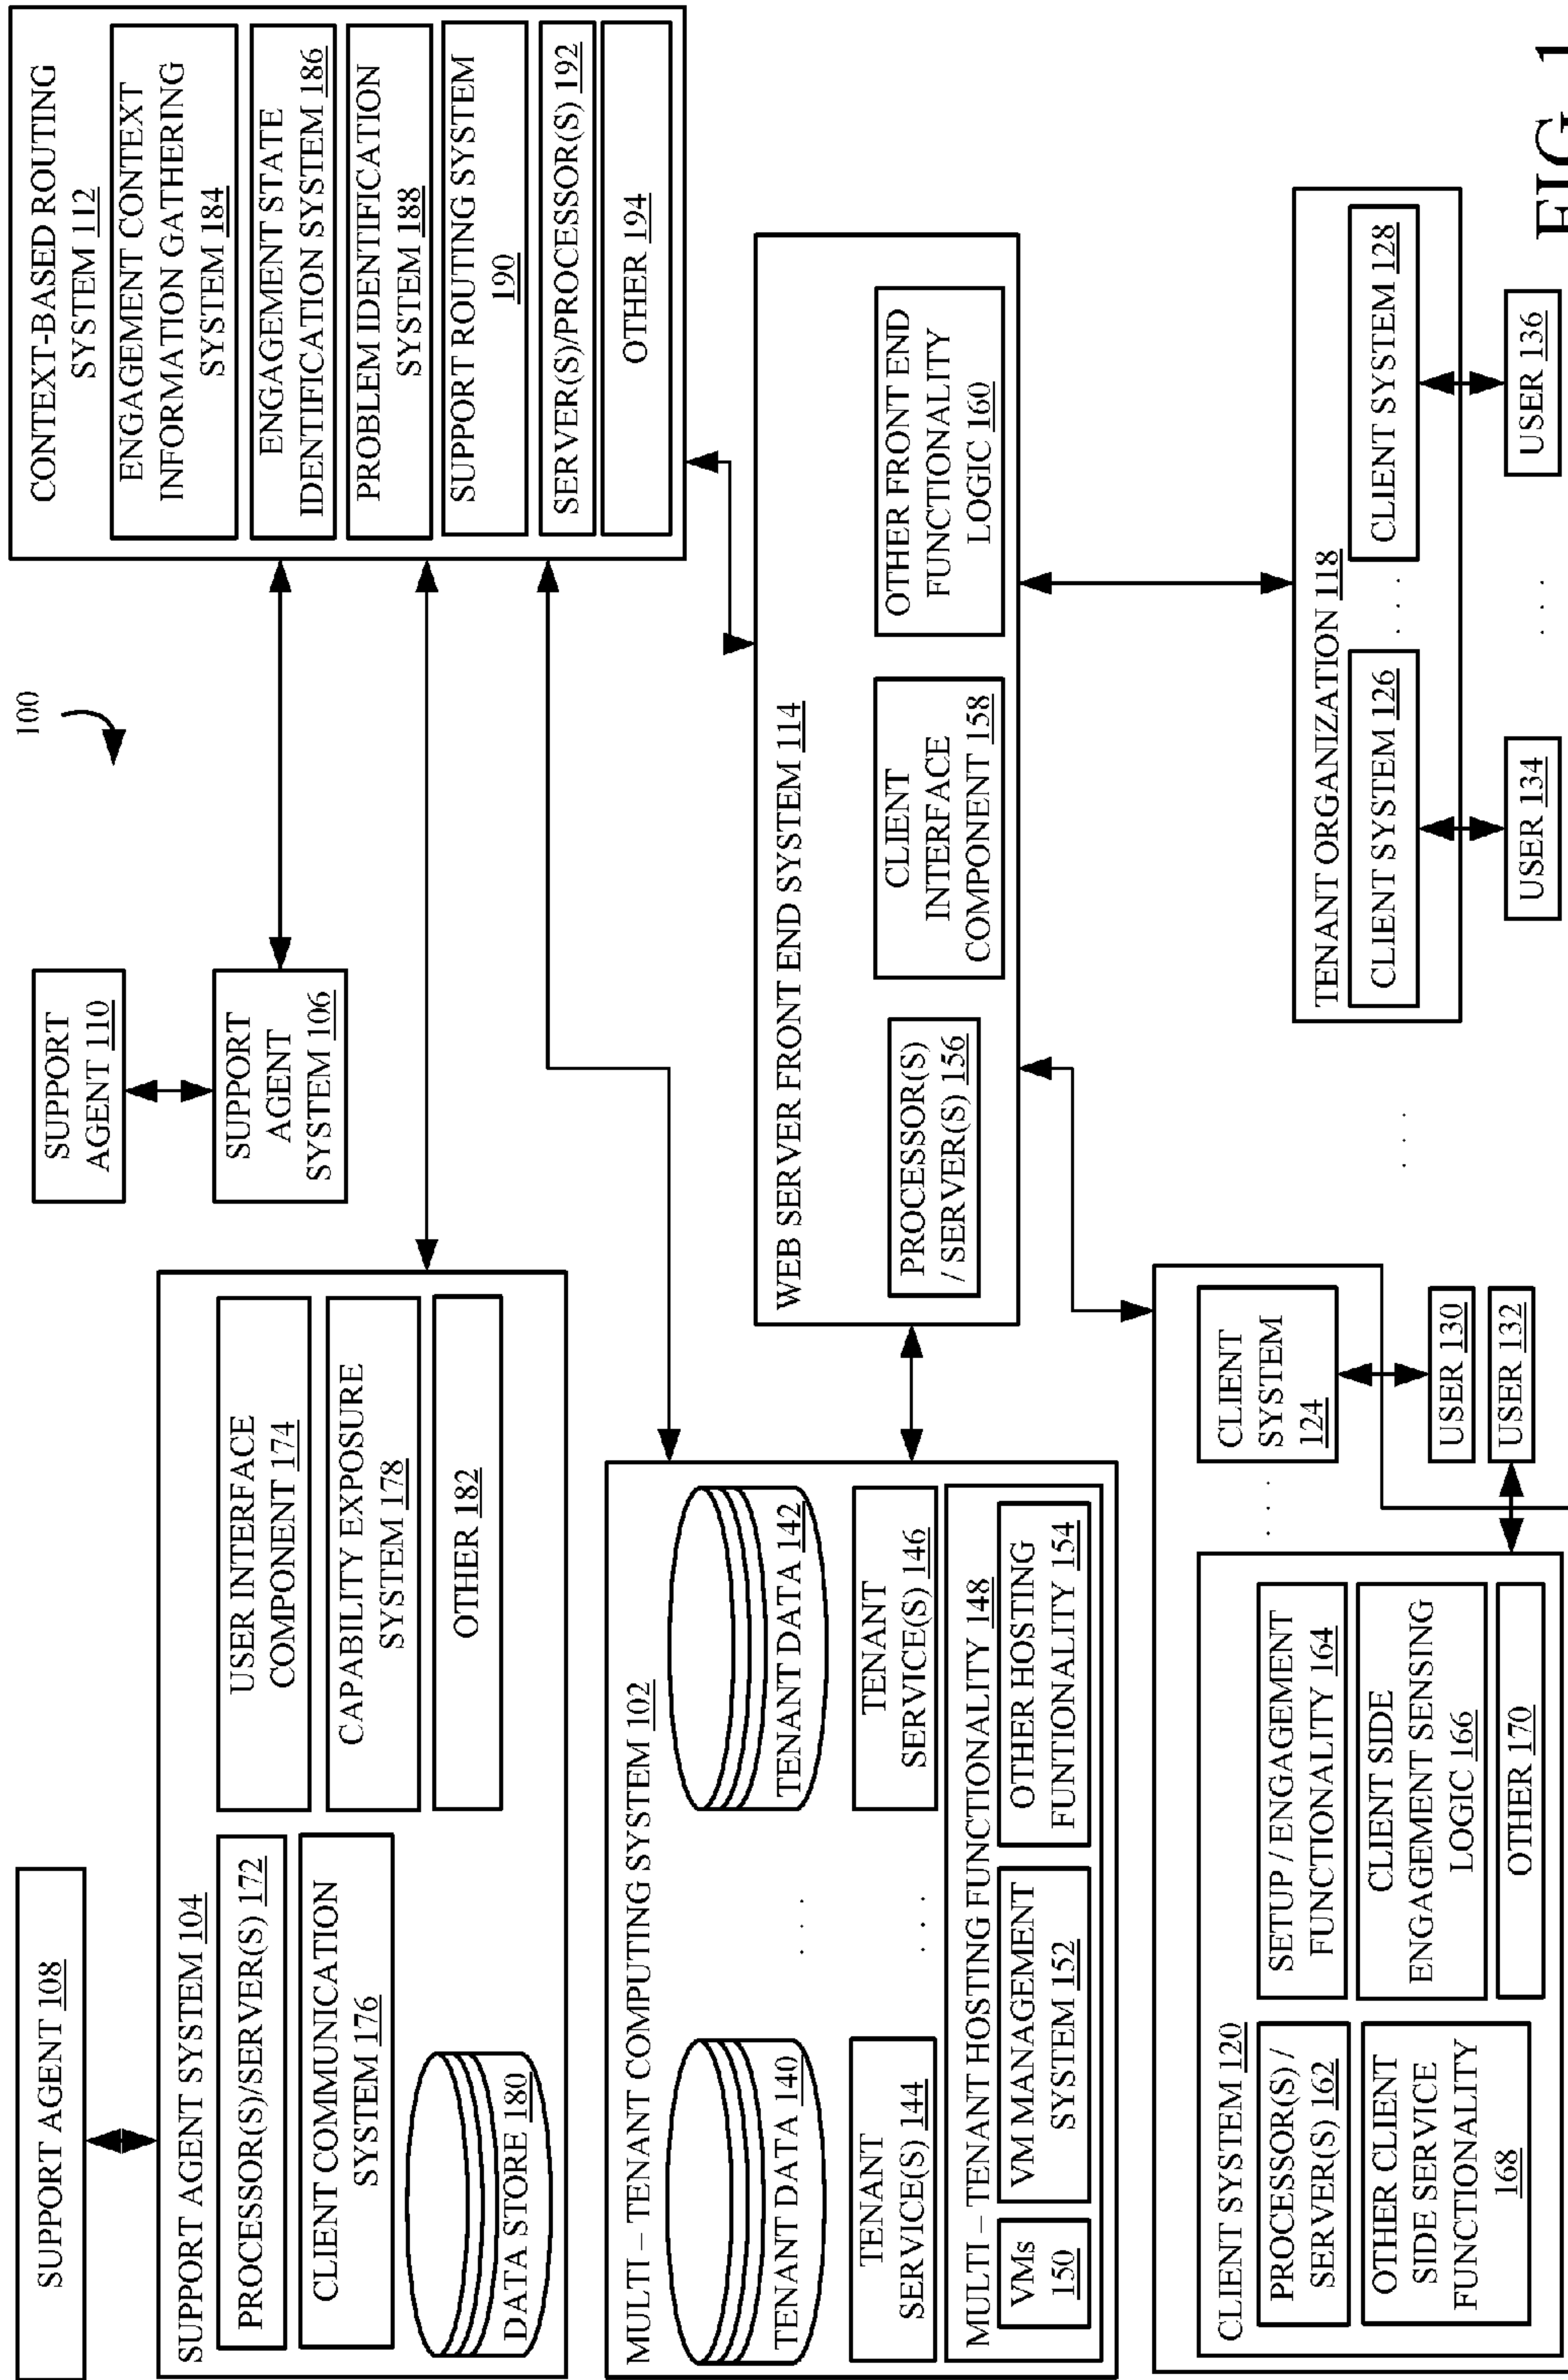 100
SUPPORT AGENT 108
SUPPORT AGENT SYSTEM 104
PROCESSOR(S)/SERVER(S) 172
CLIENT COMMUNICATION
SYSTEM 176
DATA STORE 180
USER INTERFACE
COMPONENT 174
CAPABILITY EXPOSURE
SYSTEM 178
OTHER 182
SUPPORT
AGENT 110
SUPPORT
AGENT
SYSTEM 106
CONTEXT-BASED ROUTING
SYSTEM 112
ENGAGEMENT CONTEXT
INFORMATION GATHERING
SYSTEM 184
ENGAGEMENT STATE
IDENTIFICATION SYSTEM 186
PROBLEM IDENTIFICATION
SYSTEM 188
SUPPORT ROUTING SYSTEM
190
SERVER(S)/PROCESSOR(S) 192
OTHER 194
MULTI – TENANT COMPUTING SYSTEM 102
TENANT DATA 140
. . .
TENANT DATA 142
TENANT
SERVICE(S) 144
. . .
TENANT
SERVICE(S) 146
MULTI – TENANT HOSTING FUNCTIONALITY 148
VMs
150
VM MANAGEMENT
SYSTEM 152
OTHER HOSTING
FUNTIONALITY 154
WEB SERVER FRONT END SYSTEM 114
PROCESSOR(S)
/ SERVER(S) 156
CLIENT
INTERFACE
COMPONENT 158
OTHER FRONT END
FUNCTIONALITY
LOGIC 160
CLIENT SYSTEM 120
PROCESSOR(S) /
SERVER(S) 162
OTHER CLIENT
SIDE SERVICE
FUNCTIONALITY
168
SETUP / ENGAGEMENT
FUNCTIONALITY 164
CLIENT SIDE
ENGAGEMENT SENSING
LOGIC 166
OTHER 170
. . .
CLIENT
SYSTEM
124
USER 130
USER 132
. . .
TENANT ORGANIZATION 118
CLIENT SYSTEM 126
. . .
CLIENT SYSTEM 128
USER 134
. . .
USER 136